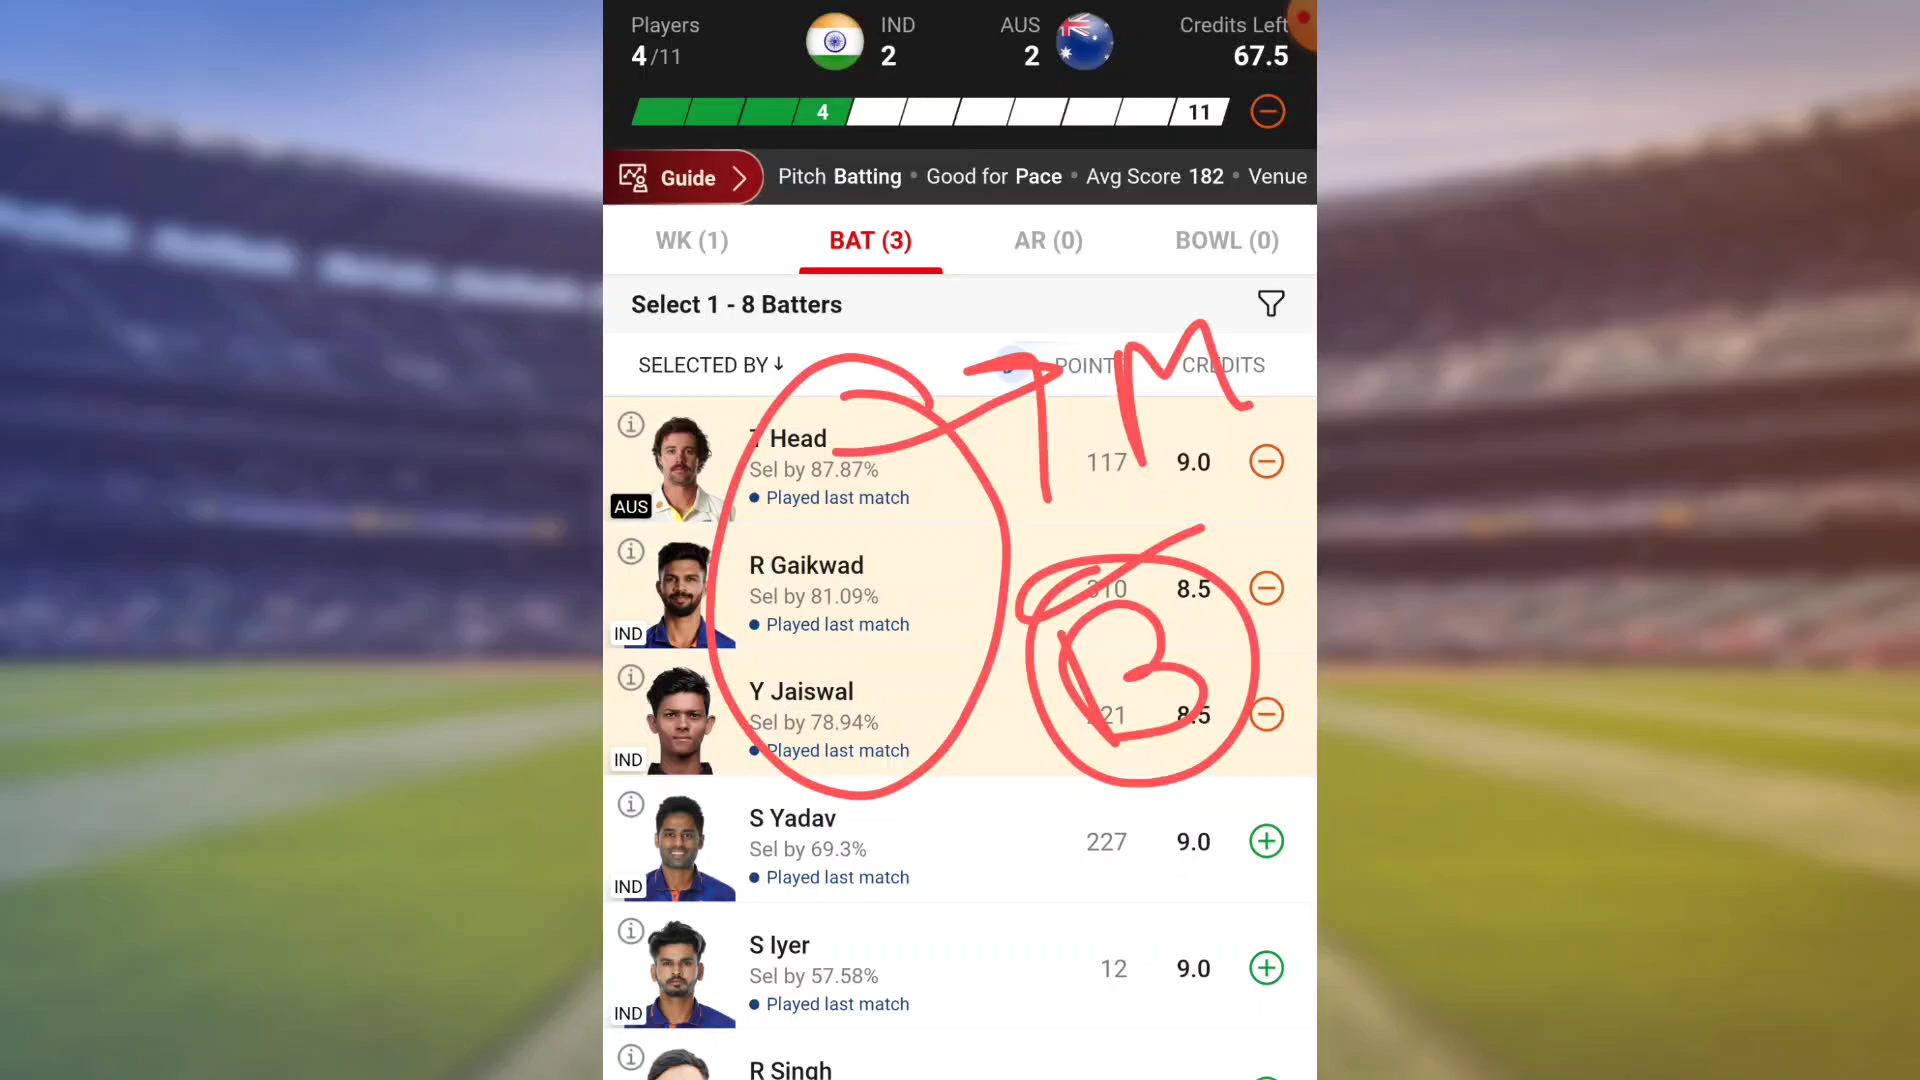 Players
IND
AUS
Credits Left
4/11
2
2
67.5
4
11
Guide
Pitch Batting • Good for Pace • Avg Score 182 • Venue
WK (1)
BAT (3)
AR (0)
BOWL (0)
Select 1 - 8 Batters
SELECTED BY ↓
POINT
CREDITS
M
T Head
Sel by 87.87%
Played last match
117
9.0
AUS
R Gaikwad
Sel by 81.09%
Played last match
310
8.5
IND
B
Y Jaiswal
Sel by 78.94%
Played last match
8.5
IND
S Yadav
Sel by 69.3%
Played last match
227
9.0
IND
S Iyer
Sel by 57.58%
Played last match
12
9.0
IND
R Singh